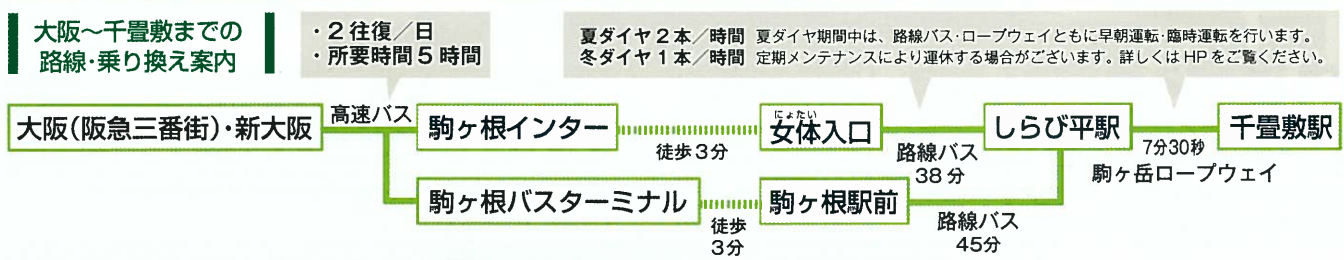 大阪〜千畳敷までの
路線・乗り換え案内
・2往復／日
・所要時間5時間
夏ダイヤ2本／時間 夏ダイヤ期間中は、路線バス・ロープウェイともに早朝運転・臨時運転を行います。
冬ダイヤ1本／時間 定期メンテナンスにより運休する場合がございます。詳しくはHPをご覧ください。
大阪(阪急三番街)・新大阪
高速バス
駒ヶ根インター
徒歩3分
にょたい
女体入口
路線バス
38分
しらび平駅
7分30秒
駒ヶ岳ロープウェイ
千畳敷駅
駒ヶ根バスターミナル
徒歩
3分
駒ヶ根駅前
路線バス
45分